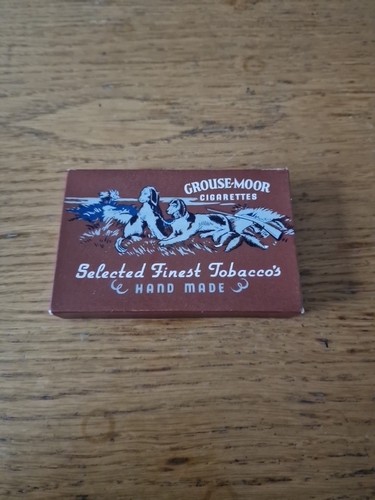 GROUSE-MOOR
CIGARETTES
Selected Finest Tobacco's
HAND MADE